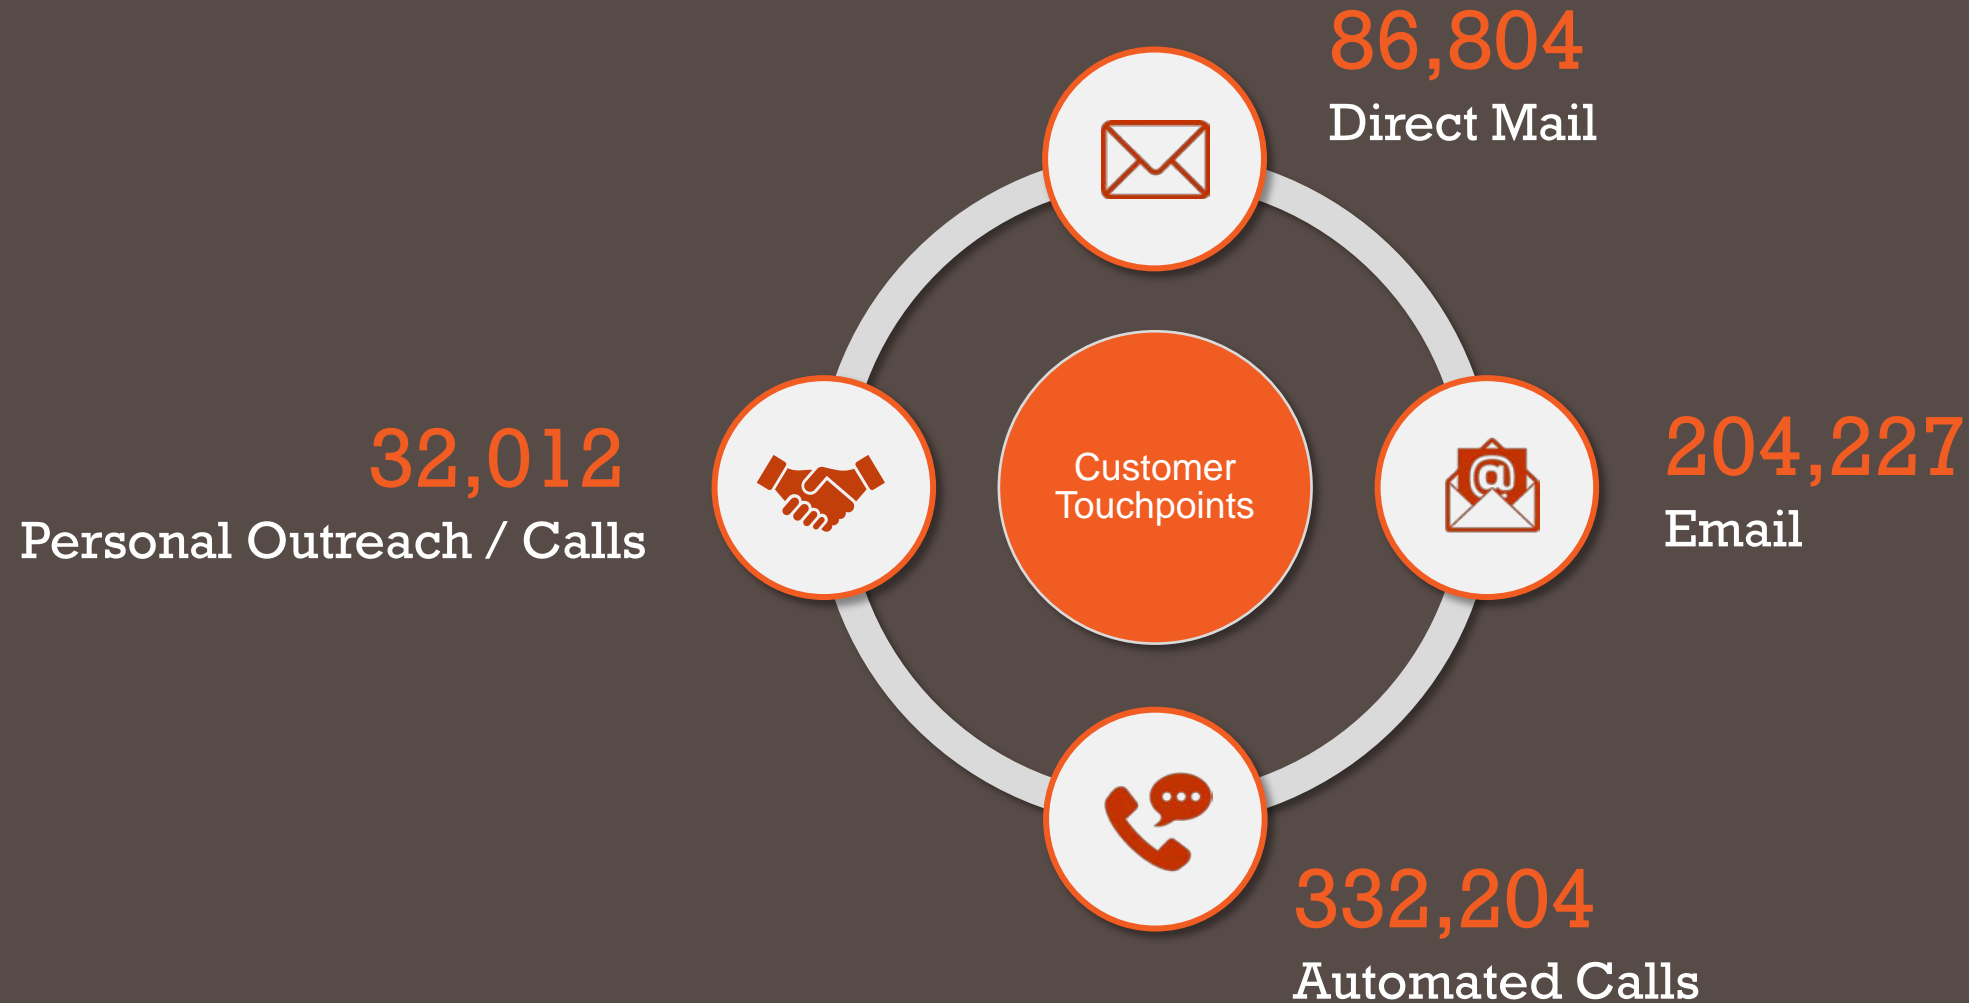 86,804
Direct Mail
32,012
Personal Outreach / Calls
Customer
Touchpoints
204,227
Email
332,204
Automated Calls